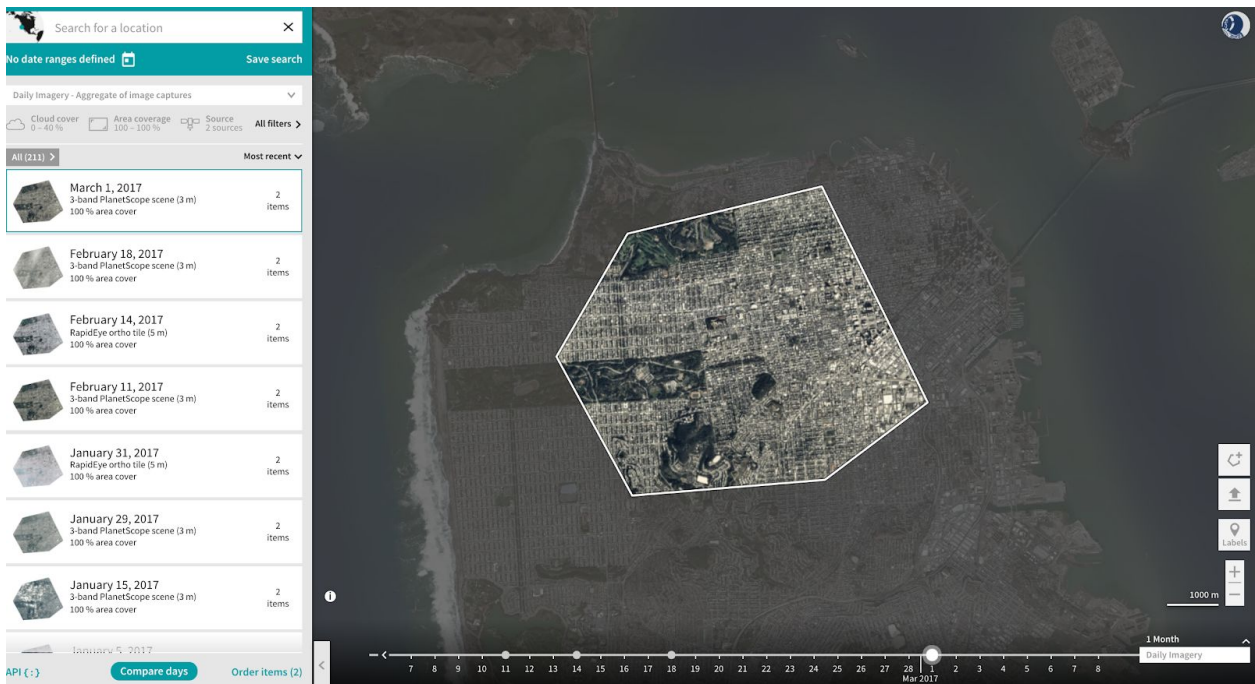 Search for a location
No date ranges defined Save search
Daily Imagery - Aggregate of image captures
Cloud cover
0 – 40 %
Area coverage
100 – 100 %
Source
2 sources
All filters
All (211)
Most recent
March 1, 2017
3-band PlanetScope scene (3 m)
100 % area cover
2
items
February 18, 2017
3-band PlanetScope scene (3 m)
100 % area cover
2
items
February 14, 2017
RapidEye ortho tile (5 m)
100 % area cover
2
items
February 11, 2017
3-band PlanetScope scene (3 m)
100 % area cover
2
items
January 31, 2017
RapidEye ortho tile (5 m)
100 % area cover
2
items
January 29, 2017
3-band PlanetScope scene (3 m)
100 % area cover
2
items
January 15, 2017
3-band PlanetScope scene (3 m)
100 % area cover
2
items
January 5, 2017
API {:} Compare days Order items (2)
Labels
1000 m
1 Month
Daily Imagery
7 8 9 10 11 12 13 14 15 16 17 18 19 20 21 22 23 24 25 26 27 28 1 2 3 4 5 6 7 8
Mar 2017